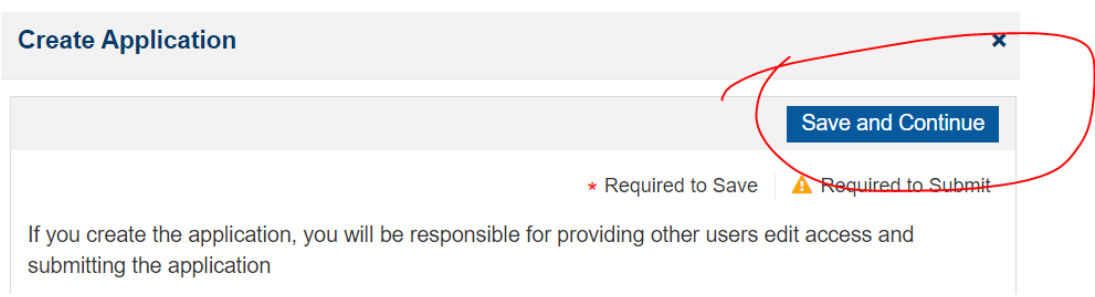 Create Application
Save and Continue
* Required to Save
Required to Submit
If you create the application, you will be responsible for providing other users edit access and
submitting the application